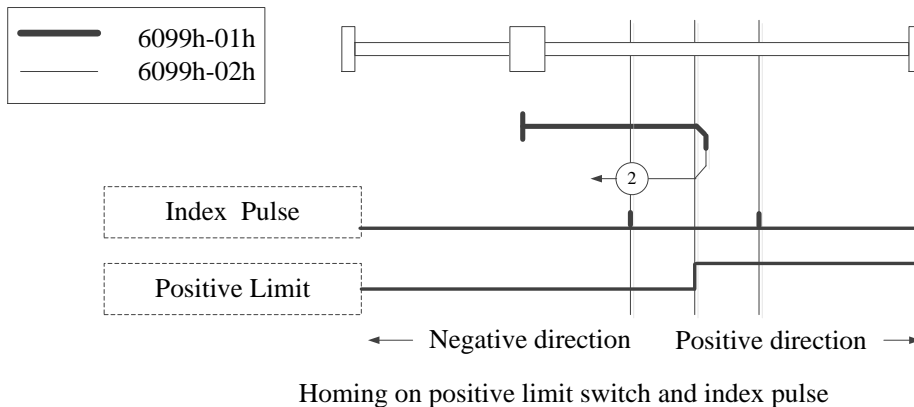 6099h-01h
6099h-02h
2
Index Pulse
Positive Limit
Negative direction
Positive direction
Homing on positive limit switch and index pulse